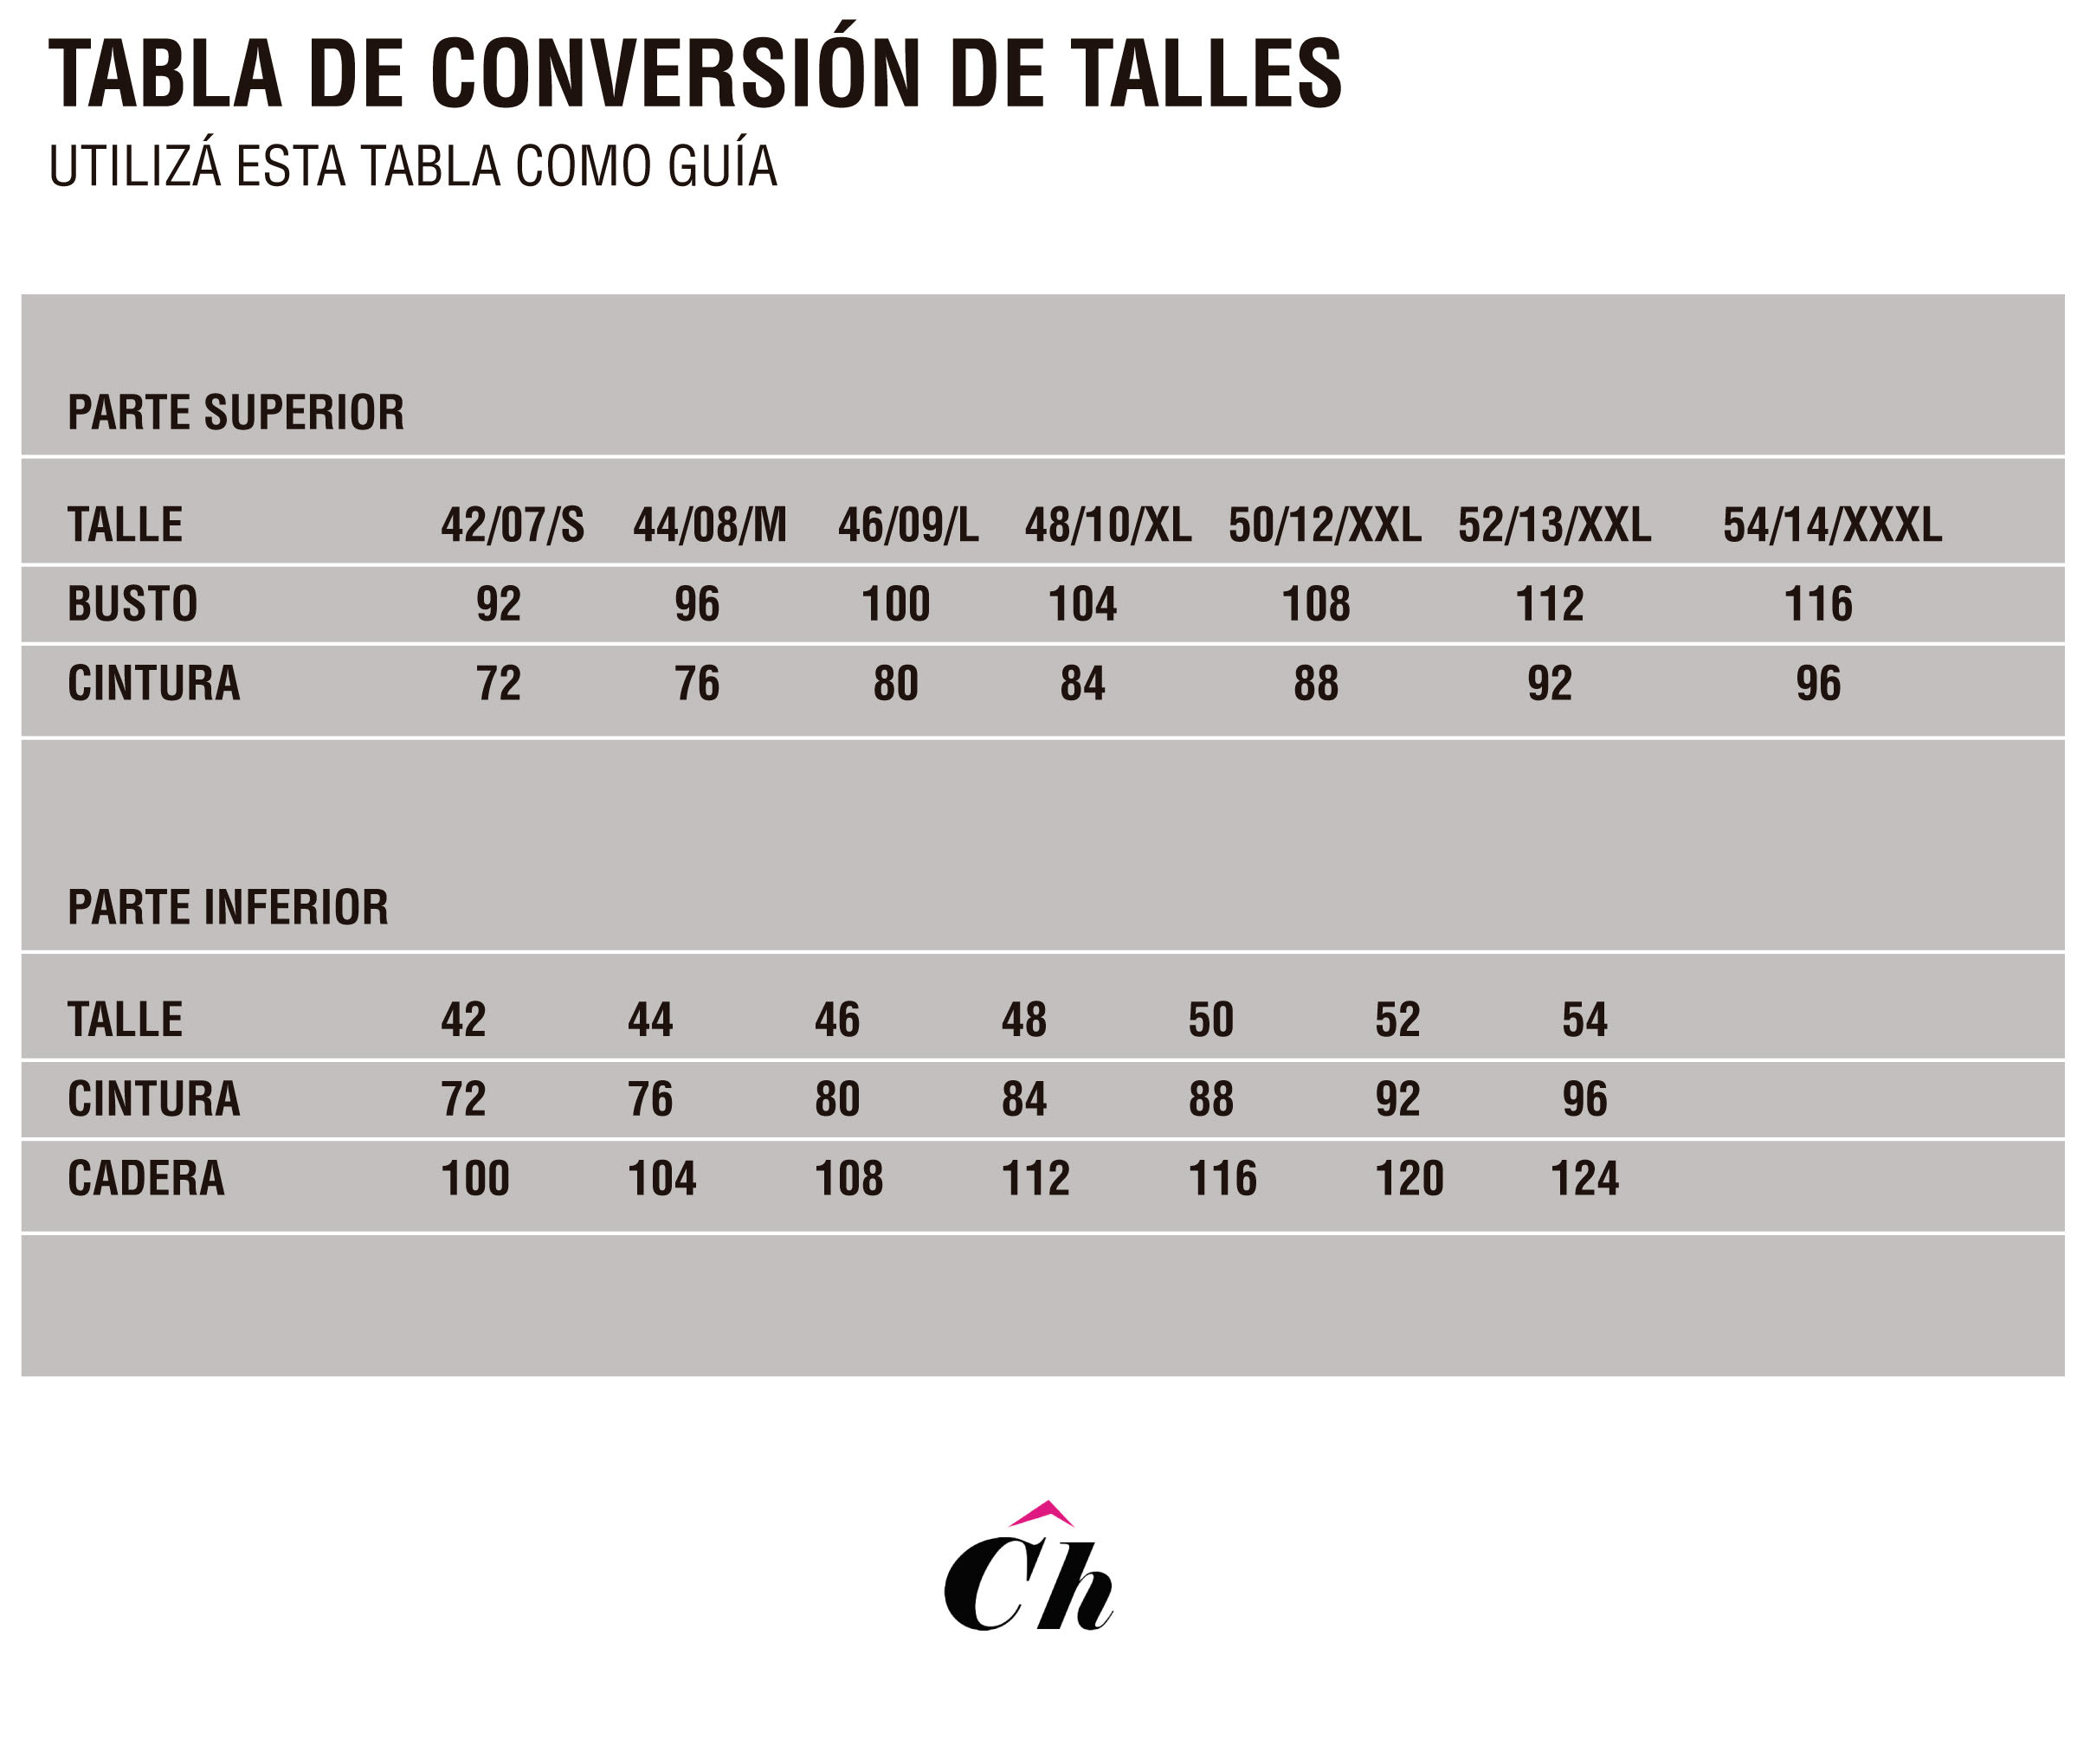 TABLA DE CONVERSIÓN DE TALLES
UTILIZÁ ESTA TABLA COMO GUÍA
PARTE SUPERIOR
TALLE 42/07/S 44/08/M 46/09/L 48/10/XL 50/12/XXL 52/13/XXL 54/14/XXXL
BUSTO 92 96 100 104 108 112 116
CINTURA 72 76 80 84 88 92 96
PARTE INFERIOR
TALLE 42 44 46 48 50 52 54
CINTURA 72 76 80 84 88 92 96
CADERA 100 104 108 112 116 120 124
Ch